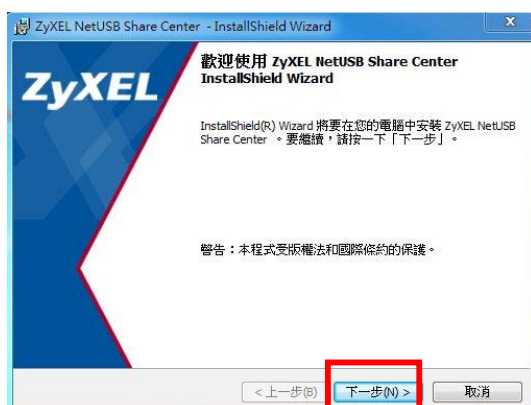 ZyXEL NetUSB Share Center - InstallShield Wizard
X
ZyXEL
歡迎使用 ZyXEL NetUSB Share Center
InstallShield Wizard
InstallShield(R) Wizard 將要在您的電腦中安裝 ZyXEL NetUSB
Share Center 。要繼續，請按一下「下一步」。
警告：本程式受版權法和國際條約的保護。
<上一步(B)
下一步(N) >
取消